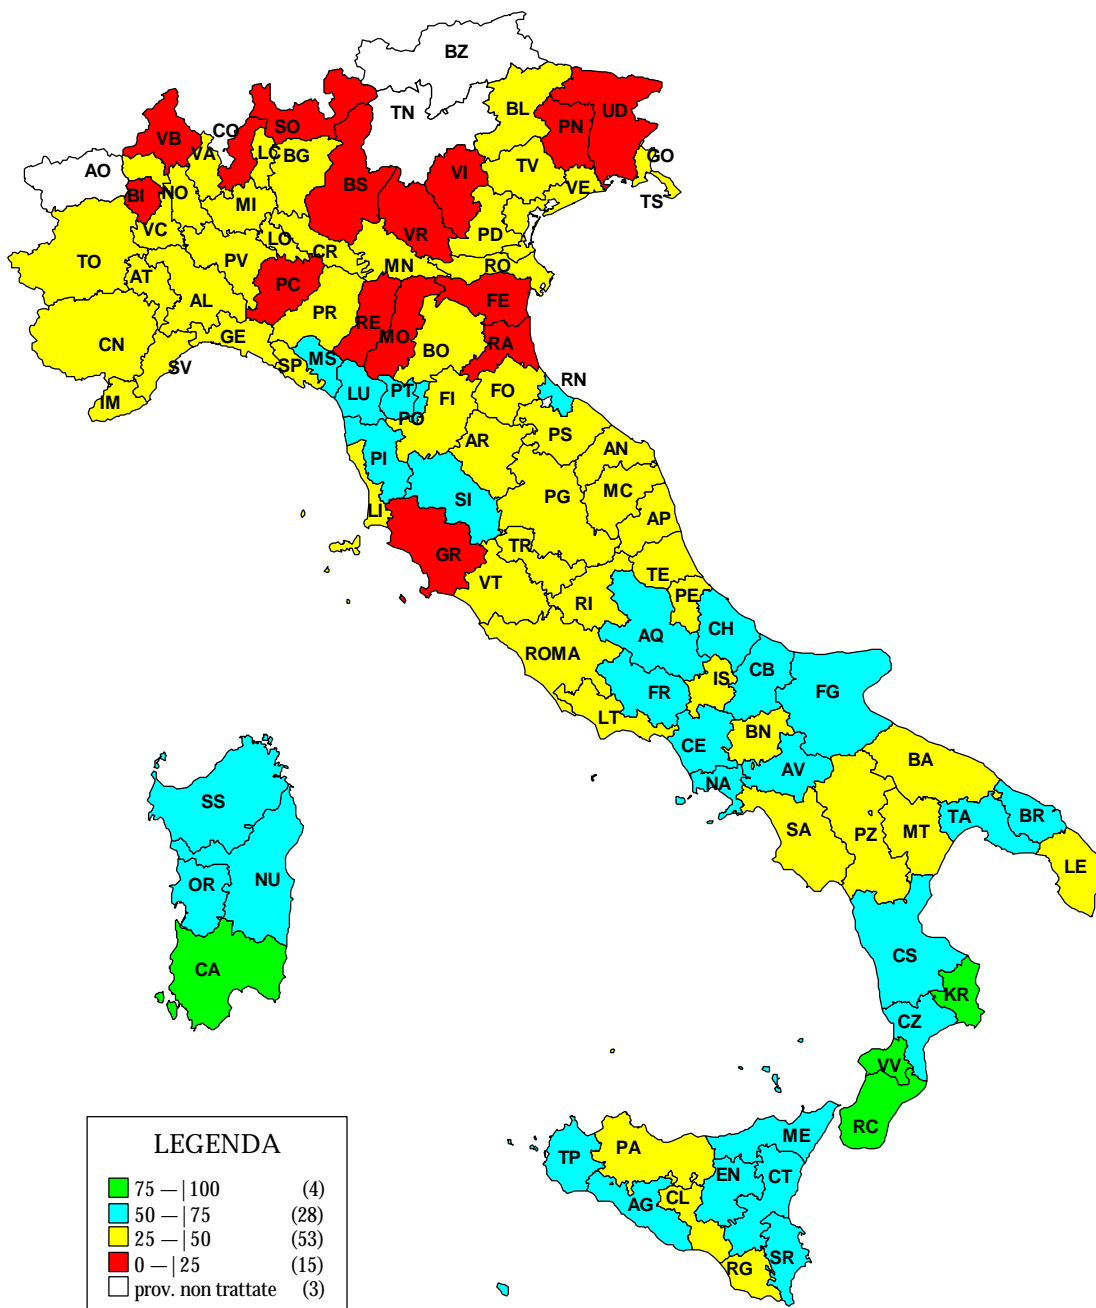 BZ
TN
BL
UD
PN
VB
CO
SO
VA
LC
BG
AO
BI
NO
MI
BS
VI
TV
GO
VE
TS
VC
LO
VR
PD
TO
AT
PV
CR
MN
RO
PC
AL
PR
RE
MO
FE
CN
GE
BO
RA
SV
SP
MS
IM
LU
PT
PO
FI
FO
RN
PI
AR
PS
AN
SI
PG
MC
LI
AP
GR
TR
VT
TE
RI
PE
AQ
CH
ROMA
IS
CB
FR
FG
LT
CE
BN
NA
AV
BA
SS
SA
PZ
MT
TA
BR
LE
OR
NU
CA
CS
KR
CZ
VV
RC
ME
TP
PA
EN
CT
AG
CL
SR
RG
LEGENDA
75 —| 100 (4)
50 —| 75 (28)
25 —| 50 (53)
0 —| 25 (15)
prov. non trattate (3)